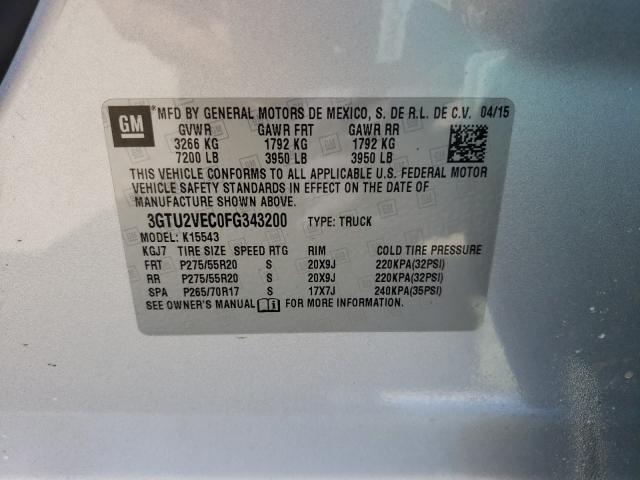 GM ® MFD BY GENERAL MOTORS DE MEXICO, S. DE R.L. DE C.V. 04/15
GVWR GAWR FRT GAWR RR
3266 KG 1792 KG 1792 KG
7200 LB 3950 LB 3950 LB
THIS VEHICLE CONFORMS TO ALL APPLICABLE U.S. FEDERAL MOTOR
VEHICLE SAFETY STANDARDS IN EFFECT ON THE DATE OF
MANUFACTURE SHOWN ABOVE.
3GTU2VEC0FG343200 TYPE: TRUCK
MODEL: K15543
KGJ7 TIRE SIZE SPEED RTG RIM COLD TIRE PRESSURE
FRT P275/55R20 S 20X9J 220KPA(32PSI)
RR P275/55R20 S 20X9J 220KPA(32PSI)
SPA P265/70R17 S 17X7J 240KPA(35PSI)
SEE OWNER'S MANUAL FOR MORE INFORMATION.